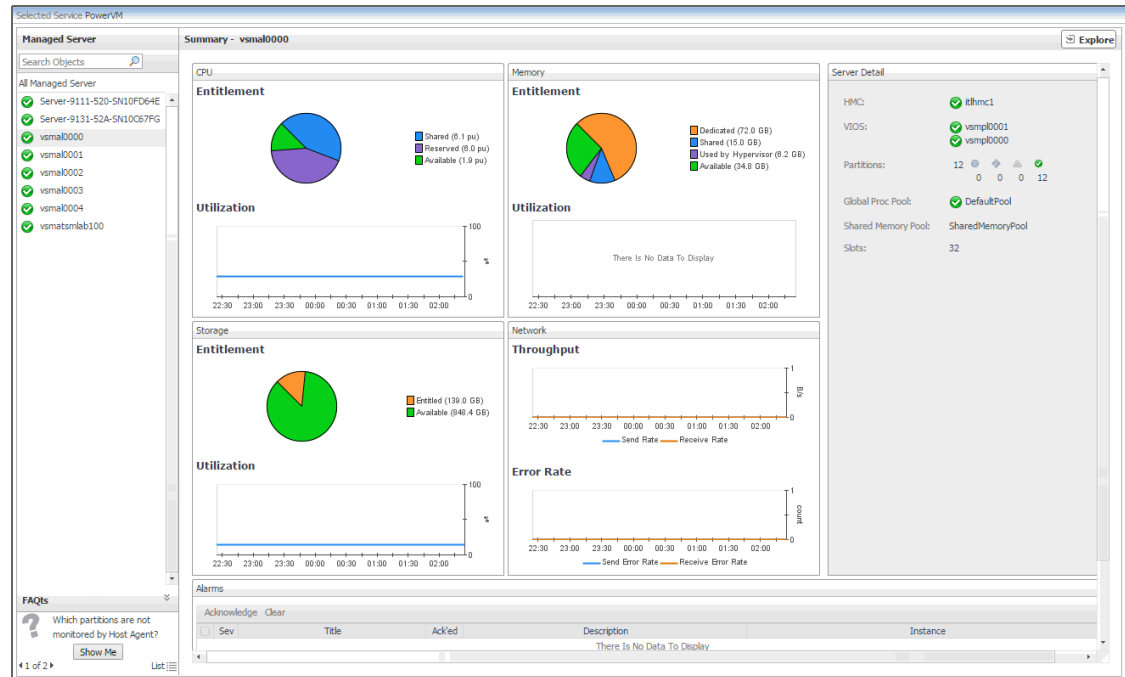 Selected Service PowerVM
Managed Server
Search Objects
All Managed Server
Server-9111-520-SN10FD64E
Server-9131-52A-SN10C67FG
vsmal0000
vsmal0001
vsmal0002
vsmal0003
vsmal0004
vsmatsmlab100
FAQts
Which partitions are not
monitored by Host Agent?
Show Me
1 of 2
List
Summary - vsmal0000
Explore
CPU
Entitlement
Shared (6.1 pu)
Reserved (6.0 pu)
Available (1.9 pu)
Utilization
100
%
0
22:30 23:00 23:30 00:00 00:30 01:00 01:30 02:00
Memory
Entitlement
Dedicated (72.0 GB)
Shared (15.0 GB)
Used by Hypervisor (6.2 GB)
Available (34.8 GB)
Utilization
There Is No Data To Display
22:30 23:00 23:30 00:00 00:30 01:00 01:30 02:00
Storage
Entitlement
Entitled (139.0 GB)
Available (848.4 GB)
Utilization
100
%
0
22:30 23:00 23:30 00:00 00:30 01:00 01:30 02:00
Network
Throughput
1
B/s
0
22:30 23:00 23:30 00:00 00:30 01:00 01:30 02:00
Send Rate Receive Rate
Error Rate
1
count
0
22:30 23:00 23:30 00:00 00:30 01:00 01:30 02:00
Send Error Rate Receive Error Rate
Server Detail
HMC: itlhmc1
VIOS: vsmpl0001
vsmpl0000
Partitions: 12
0 0 0 12
Global Proc Pool: DefaultPool
Shared Memory Pool: SharedMemoryPool
Slots: 32
Alarms
Acknowledge Clear
Sev Title Ack'ed Description Instance
There Is No Data To Display